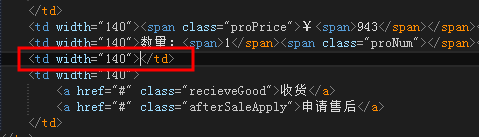 </td>
<td width="140"><span class="proPrice">¥<span>943</span></span>
<td width="140">数量：<span>1</span><span class="proNum"></span>
<td width="140"></td>
<td width="140">
<a href="#" class="recieveGood">收货</a>
<a href="#" class="afterSaleApply">申请售后</a>
</td>